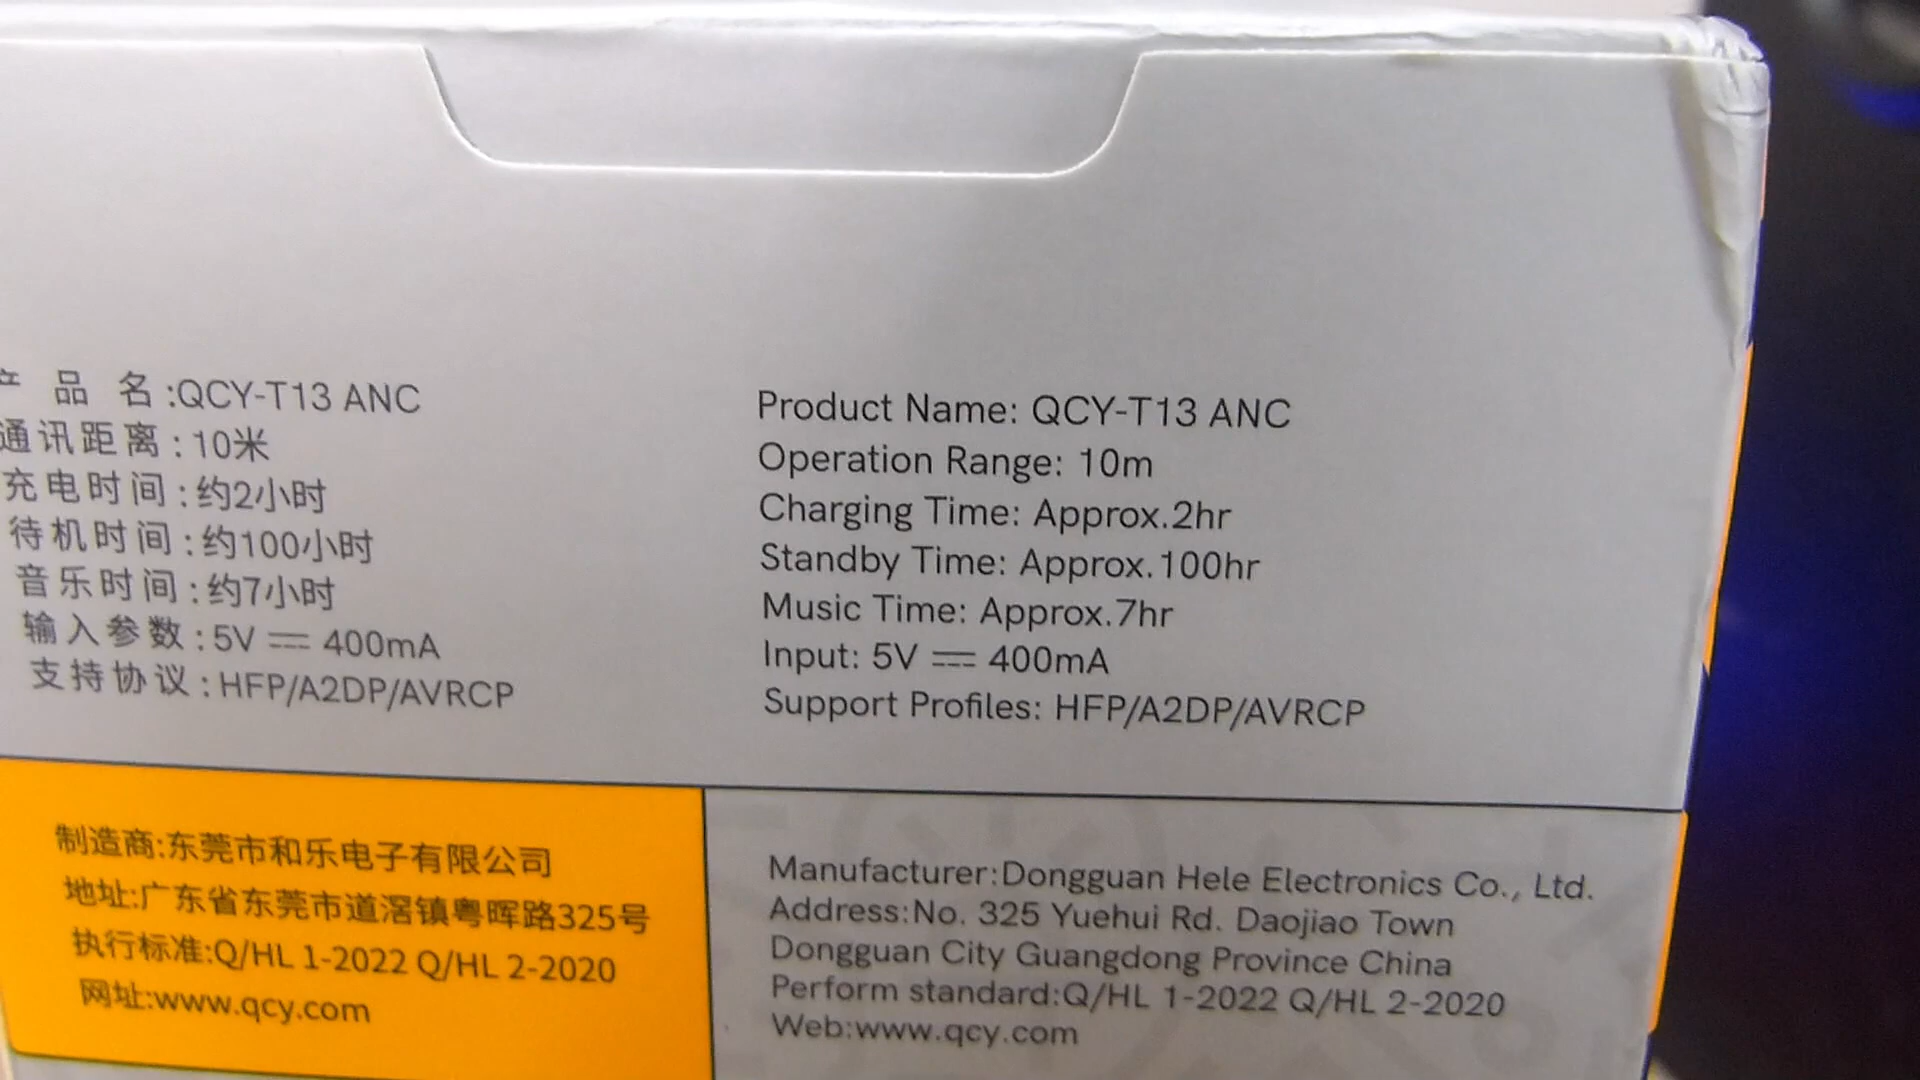 产品名:QCY-T13 ANC
通讯距离:10米
充电时间:约2小时
待机时间:约100小时
音乐时间:约7小时
输入参数:5V ⎓ 400mA
支持协议:HFP/A2DP/AVRCP
Product Name: QCY-T13 ANC
Operation Range: 10m
Charging Time: Approx.2hr
Standby Time: Approx.100hr
Music Time: Approx.7hr
Input: 5V ⎓ 400mA
Support Profiles: HFP/A2DP/AVRCP
制造商:东莞市和乐电子有限公司
地址:广东省东莞市道滘镇粤晖路325号
执行标准:Q/HL 1-2022 Q/HL 2-2020
网址:www.qcy.com
Manufacturer:Dongguan Hele Electronics Co., Ltd.
Address:No. 325 Yuehui Rd. Daojiao Town
Dongguan City Guangdong Province China
Perform standard:Q/HL 1-2022 Q/HL 2-2020
Web:www.qcy.com